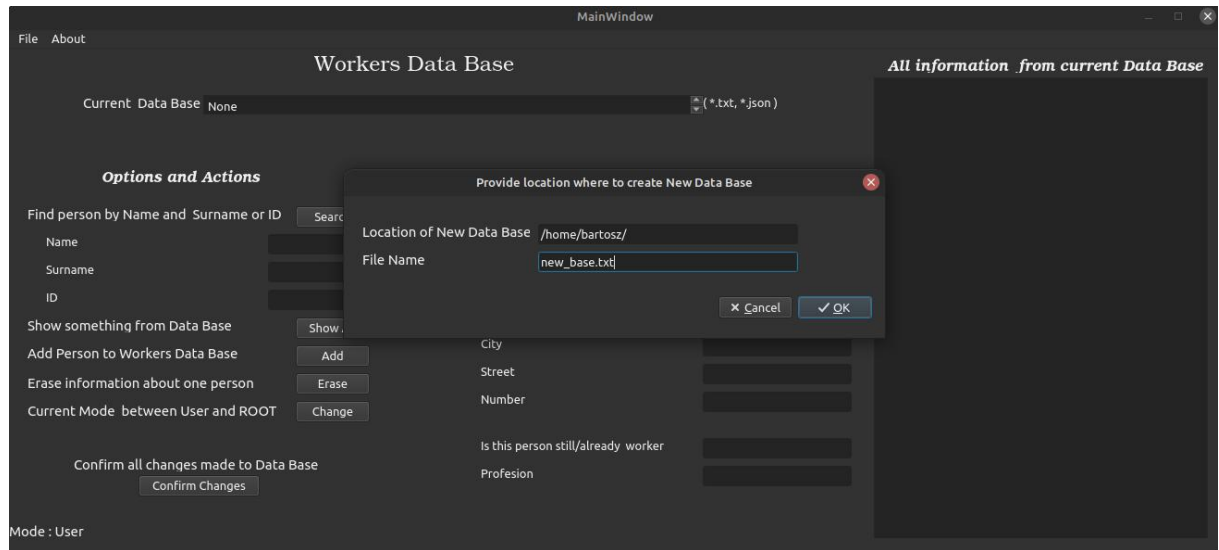 MainWindow
File About
Workers Data Base
All information from current Data Base
Current Data Base None (*.txt, *.json )
Options and Actions
Provide location where to create New Data Base
Find person by Name and Surname or ID
Location of New Data Base /home/bartosz/
Name
File Name new_base.txt
Surname
ID
Cancel OK
Show something from Data Base Show
City
Add Person to Workers Data Base Add
Street
Erase information about one person Erase
Number
Current Mode between User and ROOT Change
Is this person still/already worker
Confirm all changes made to Data Base
Profesion
Confirm Changes
Mode : User